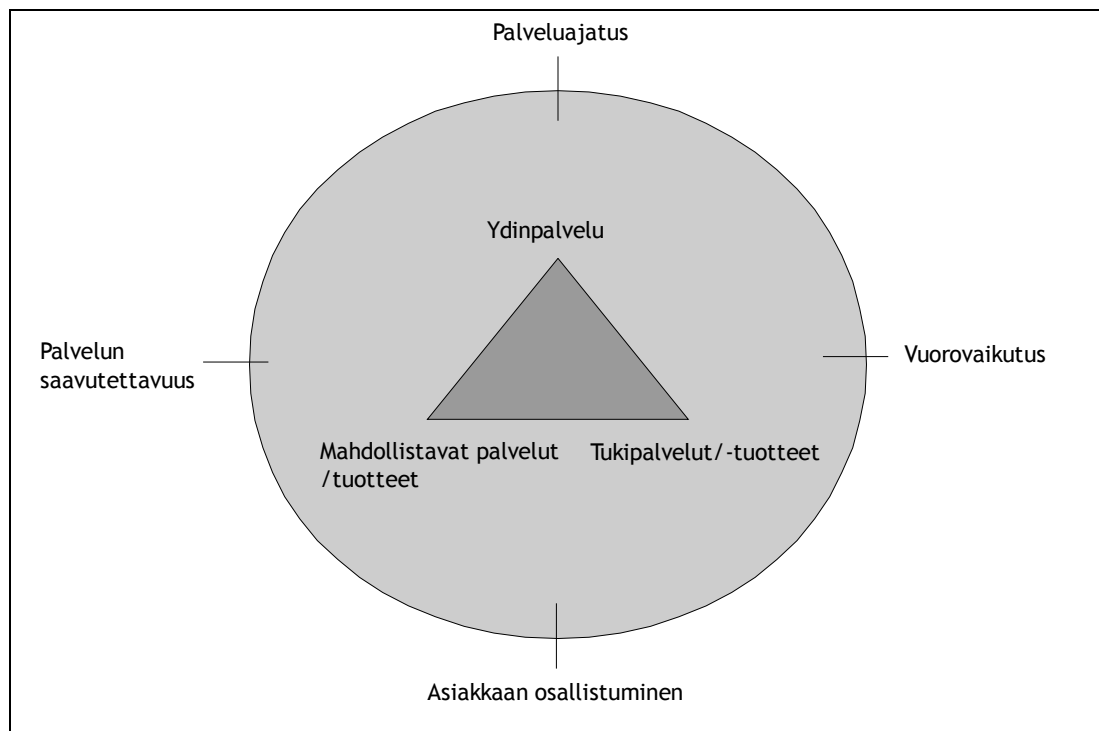 Palveluajatus
Ydinpalvelu
Palvelun
saavutettavuus
Vuorovaikutus
Mahdollistavat palvelut
/tuotteet
Tukipalvelut/-tuotteet
Asiakkaan osallistuminen